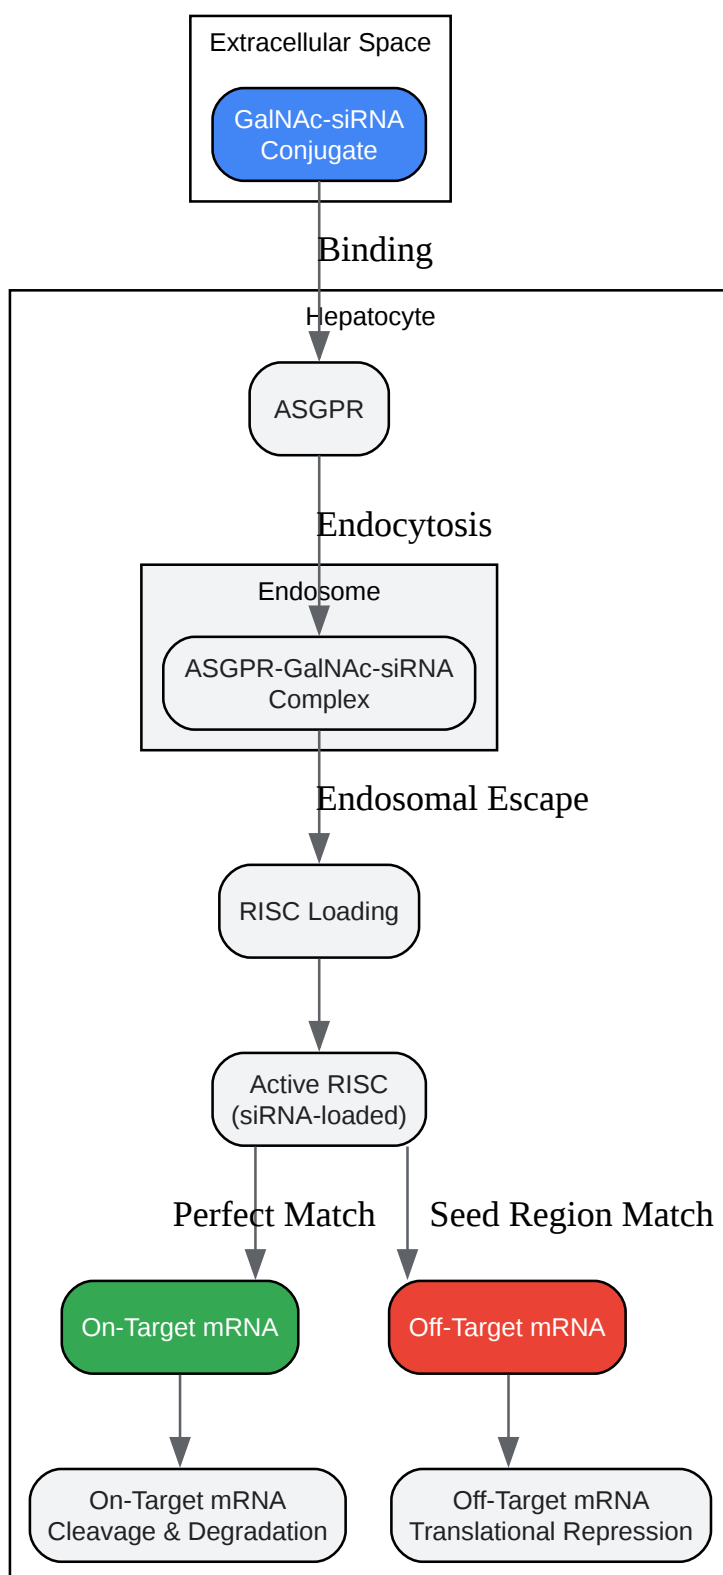 Extracellular Space
GalNAc-siRNA
Conjugate
Binding
Hepatocyte
ASGPR
Endocytosis
Endosome
ASGPR-GalNAc-siRNA
Complex
Endosomal Escape
RISC Loading
Active RISC
(siRNA-loaded)
Perfect Match
Seed Region Match
On-Target mRNA
Off-Target mRNA
On-Target mRNA
Cleavage & Degradation
Off-Target mRNA
Translational Repression